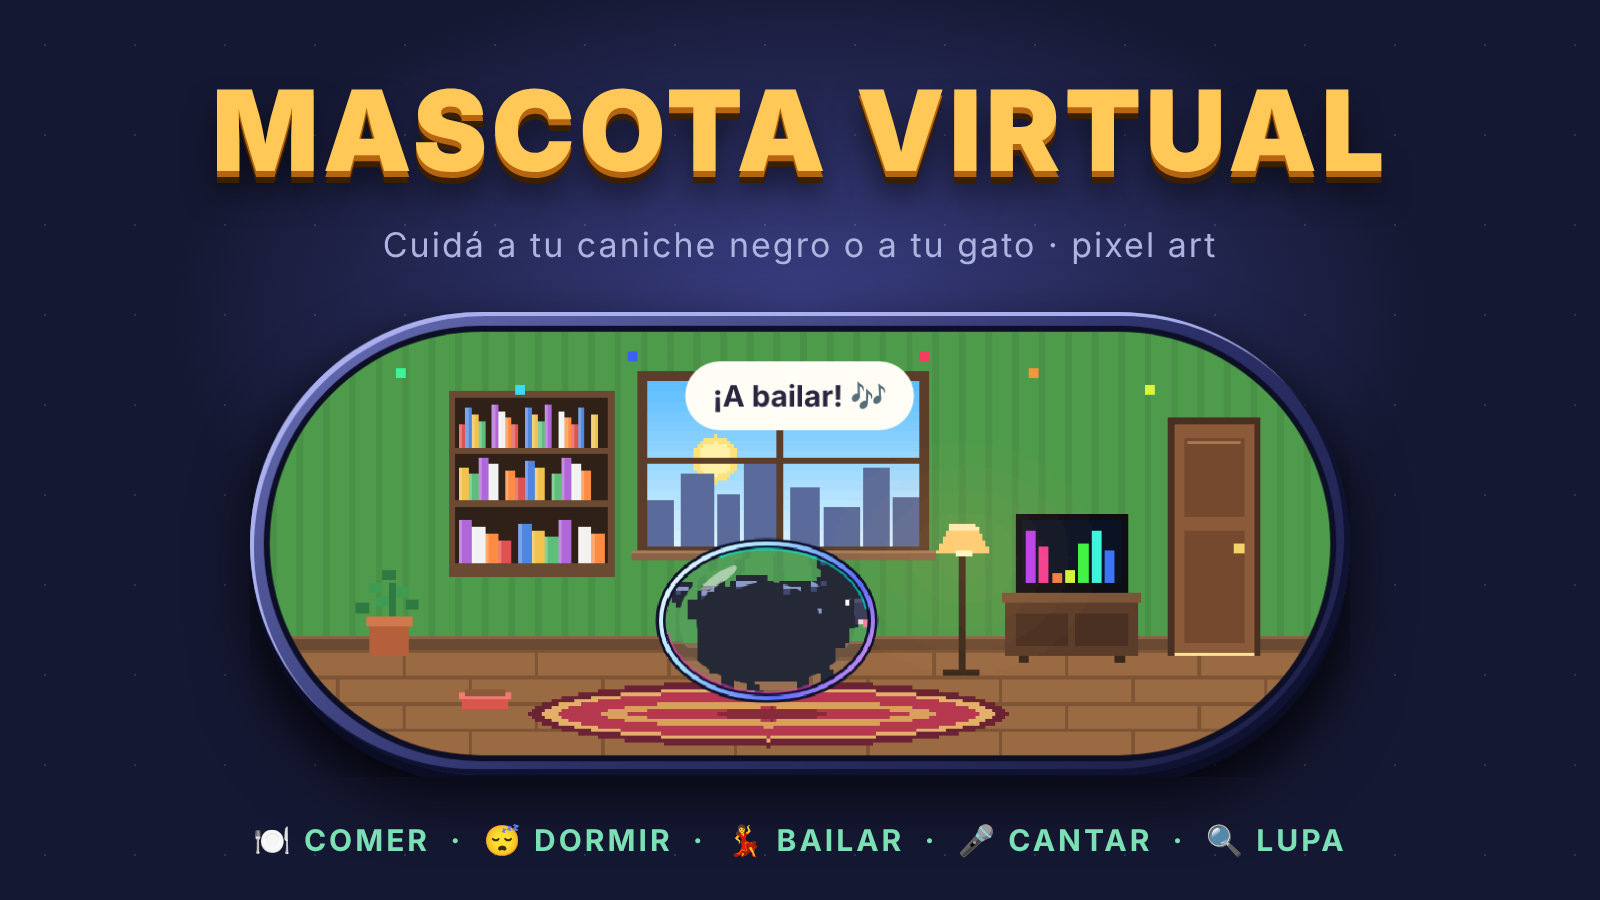 MASCOTA VIRTUAL
Cuidá a tu caniche negro o a tu gato · pixel art
¡A bailar! 🎶
🍽️ COMER · 😴 DORMIR · 💃 BAILAR · 🎤 CANTAR · 🔍 LUPA